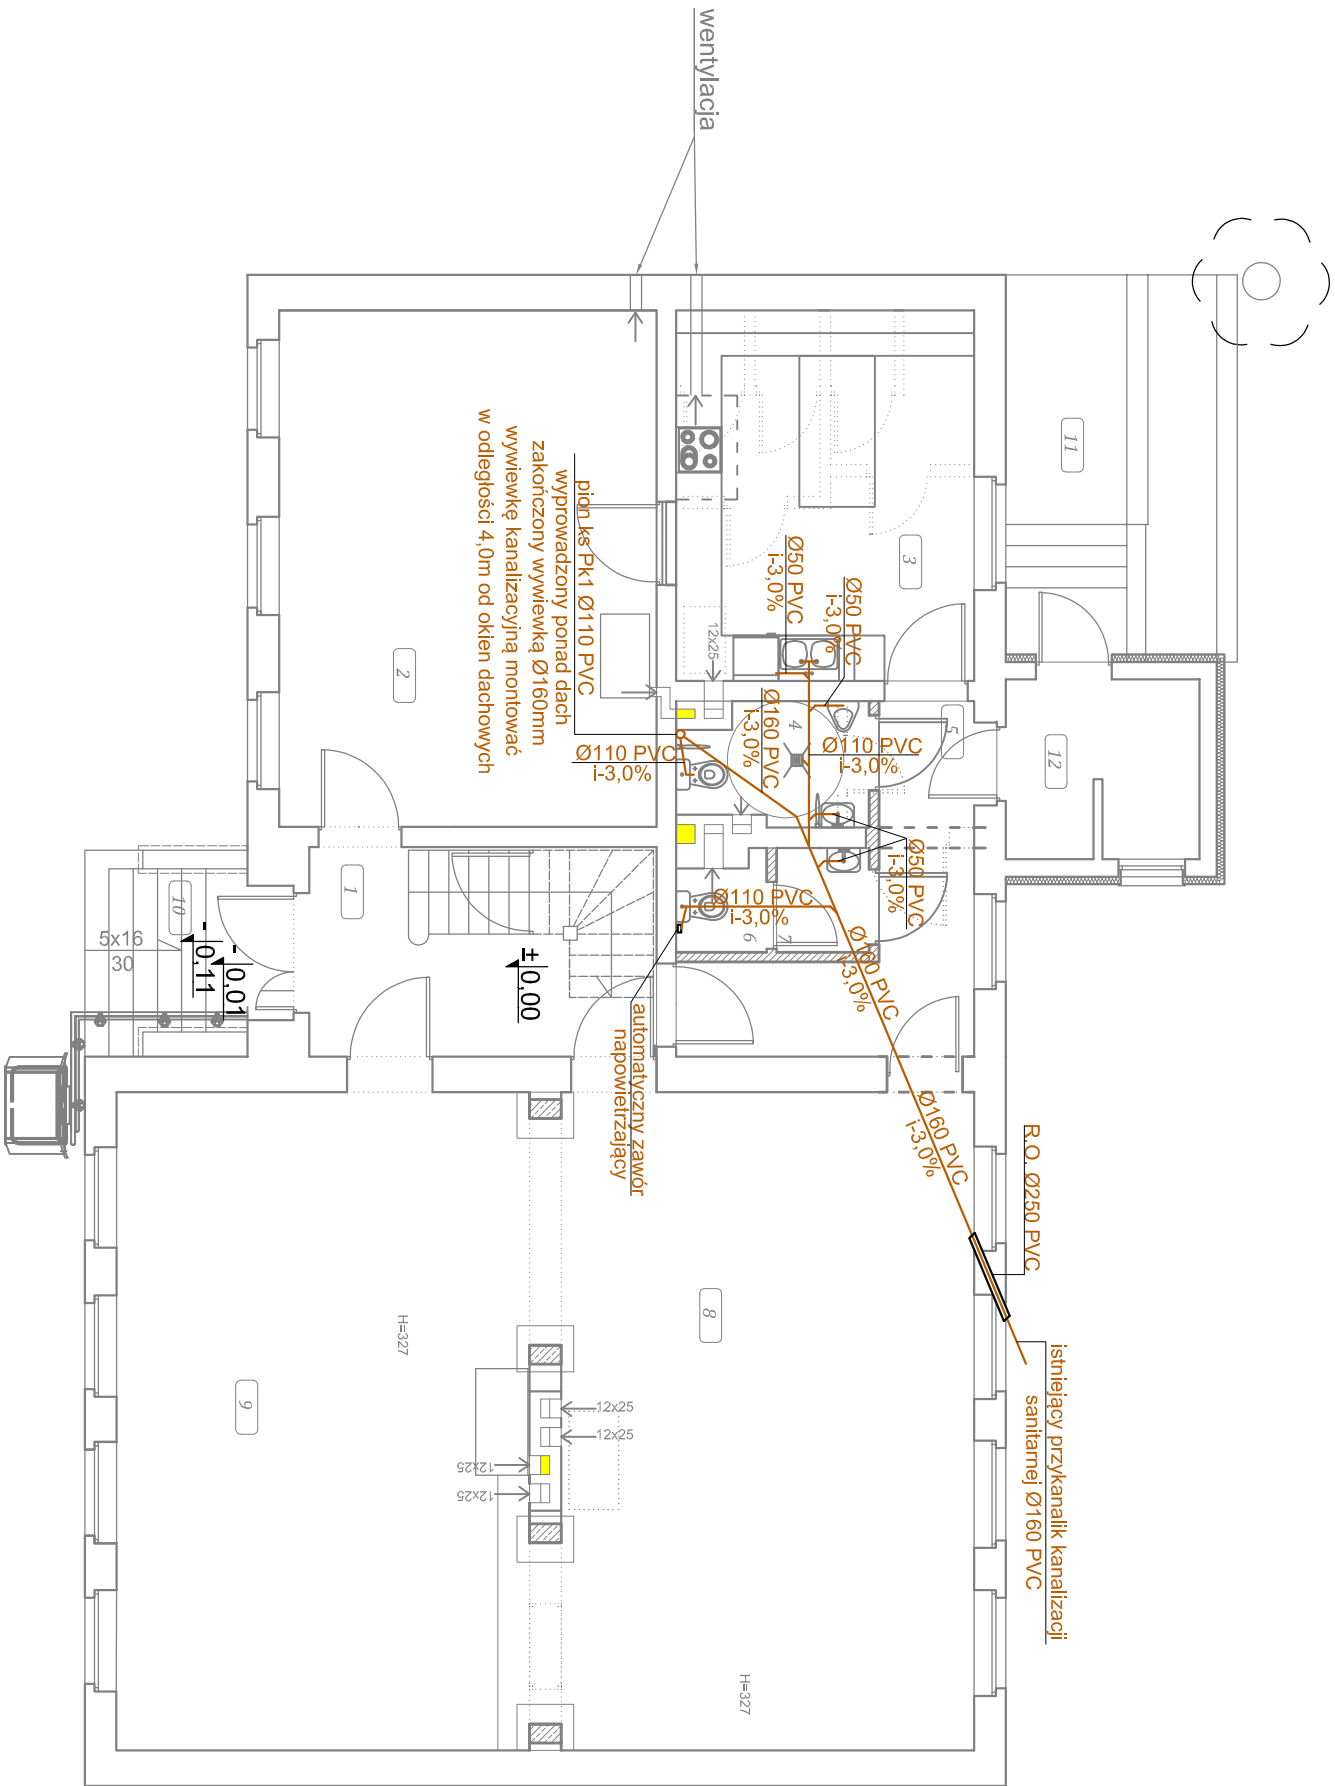 wentylacja
11
3
12
5
4
2
1
10
6
7
8
9
Ø50 PVC
i-3,0%
Ø50 PVC
i-3,0%
12x25
Ø160 PVC
i-3,0%
Ø110 PVC
i-3,0%
pion ks Pk1 Ø110 PVC
wyprowadzony ponad dach
zakończony wywiewką Ø160mm
wywiewkę kanalizacyjną montować
w odległości 4,0m od okien dachowych
Ø110 PVC
i-3,0%
Ø50 PVC
i-3,0%
Ø110 PVC
i-3,0%
Ø160 PVC
i-3,0%
5x16
30
- 0,11
- 0,01
±0,00
automatyczny zawór
napowietrzający
Ø160 PVC
i-3,0%
R.O. Ø250 PVC
istniejący przykanalik kanalizacji
sanitarnej Ø160 PVC
H=327
12x25
12x25
12x25
12x25
H=327